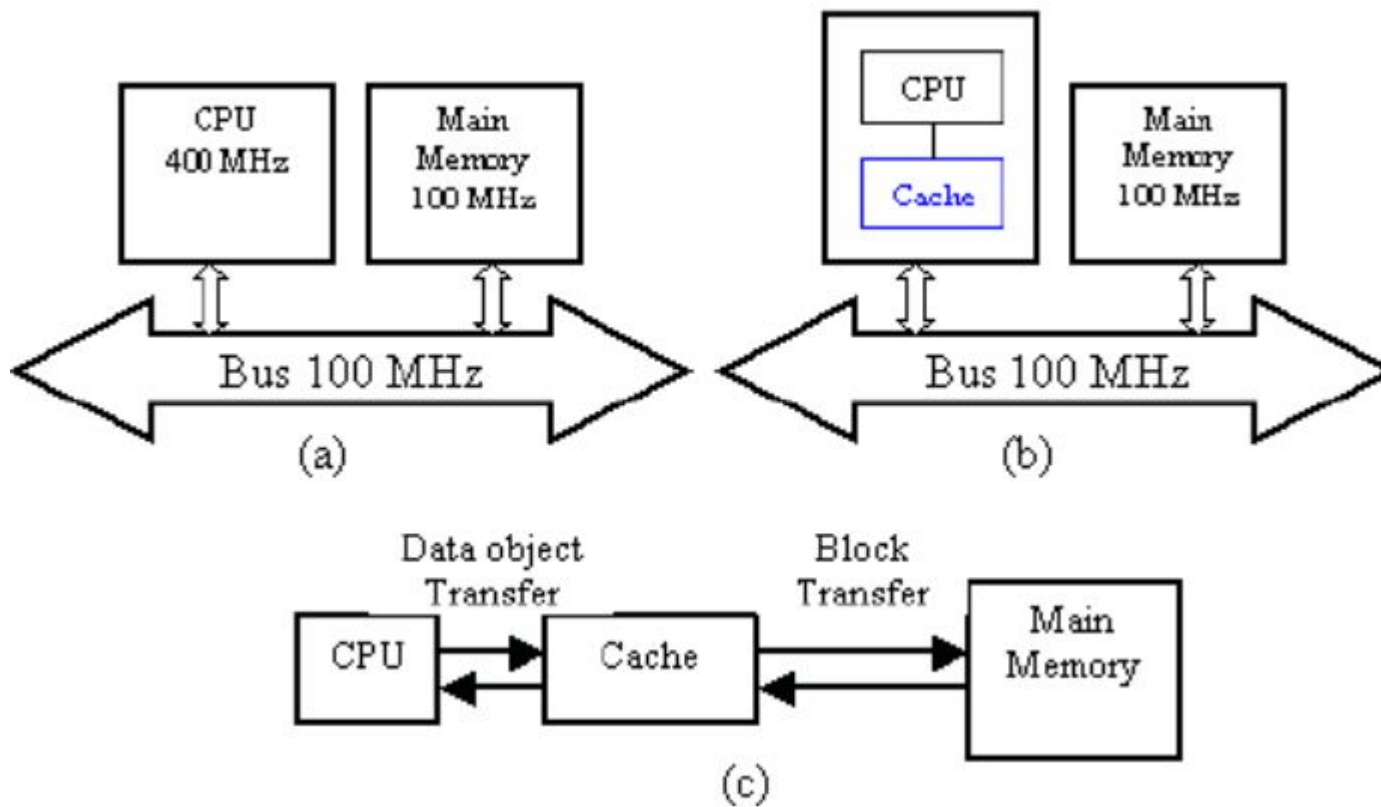 CPU
400 MHz
Main
Memory
100 MHz
Bus 100 MHz
(a)
CPU
Cache
Main
Memory
100 MHz
Bus 100 MHz
(b)
Data object
Transfer
Block
Transfer
CPU
Cache
Main
Memory
(c)